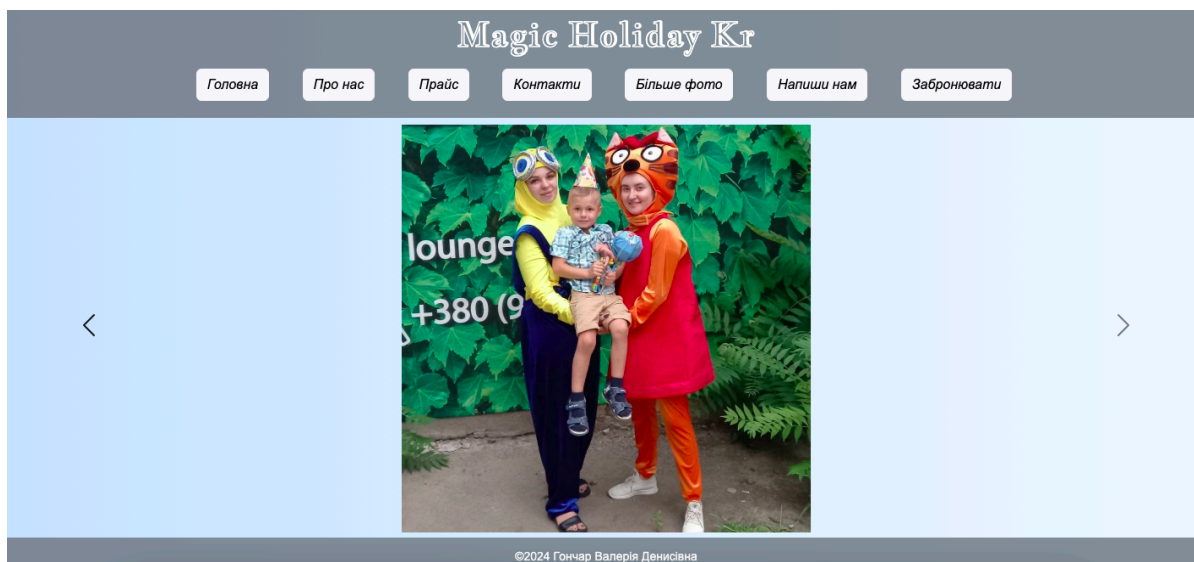 Magic Holiday Kr
Головна Про нас Прайс Контакти Більше фото Напиши нам Забронювати
lounge
+380 (9
©2024 Гончар Валерія Денисівна